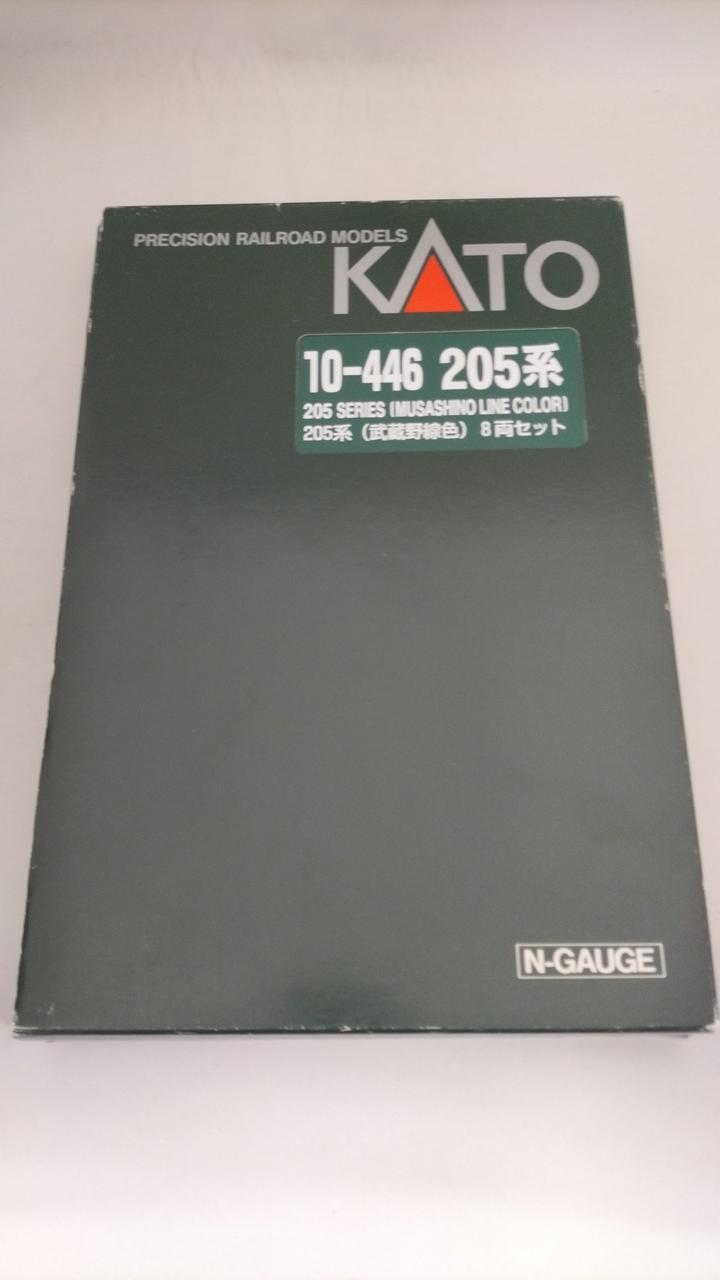 PRECISION RAILROAD MODELS
KATO
10-446 205系
205 SERIES (MUSASHINO LINE COLOR)
205系（武蔵野線色）8両セット
N-GAUGE